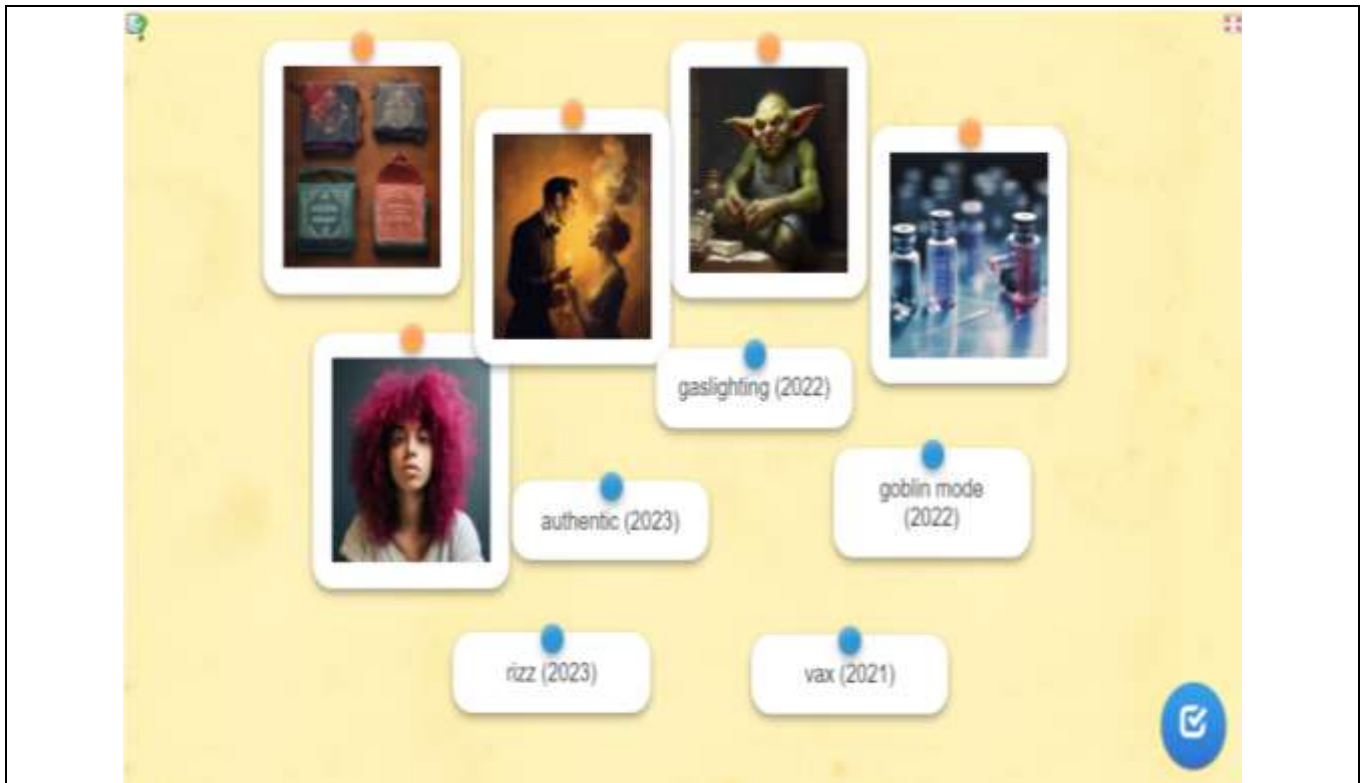 gaslighting (2022)
goblin mode
(2022)
authentic (2023)
rizz (2023)
vax (2021)